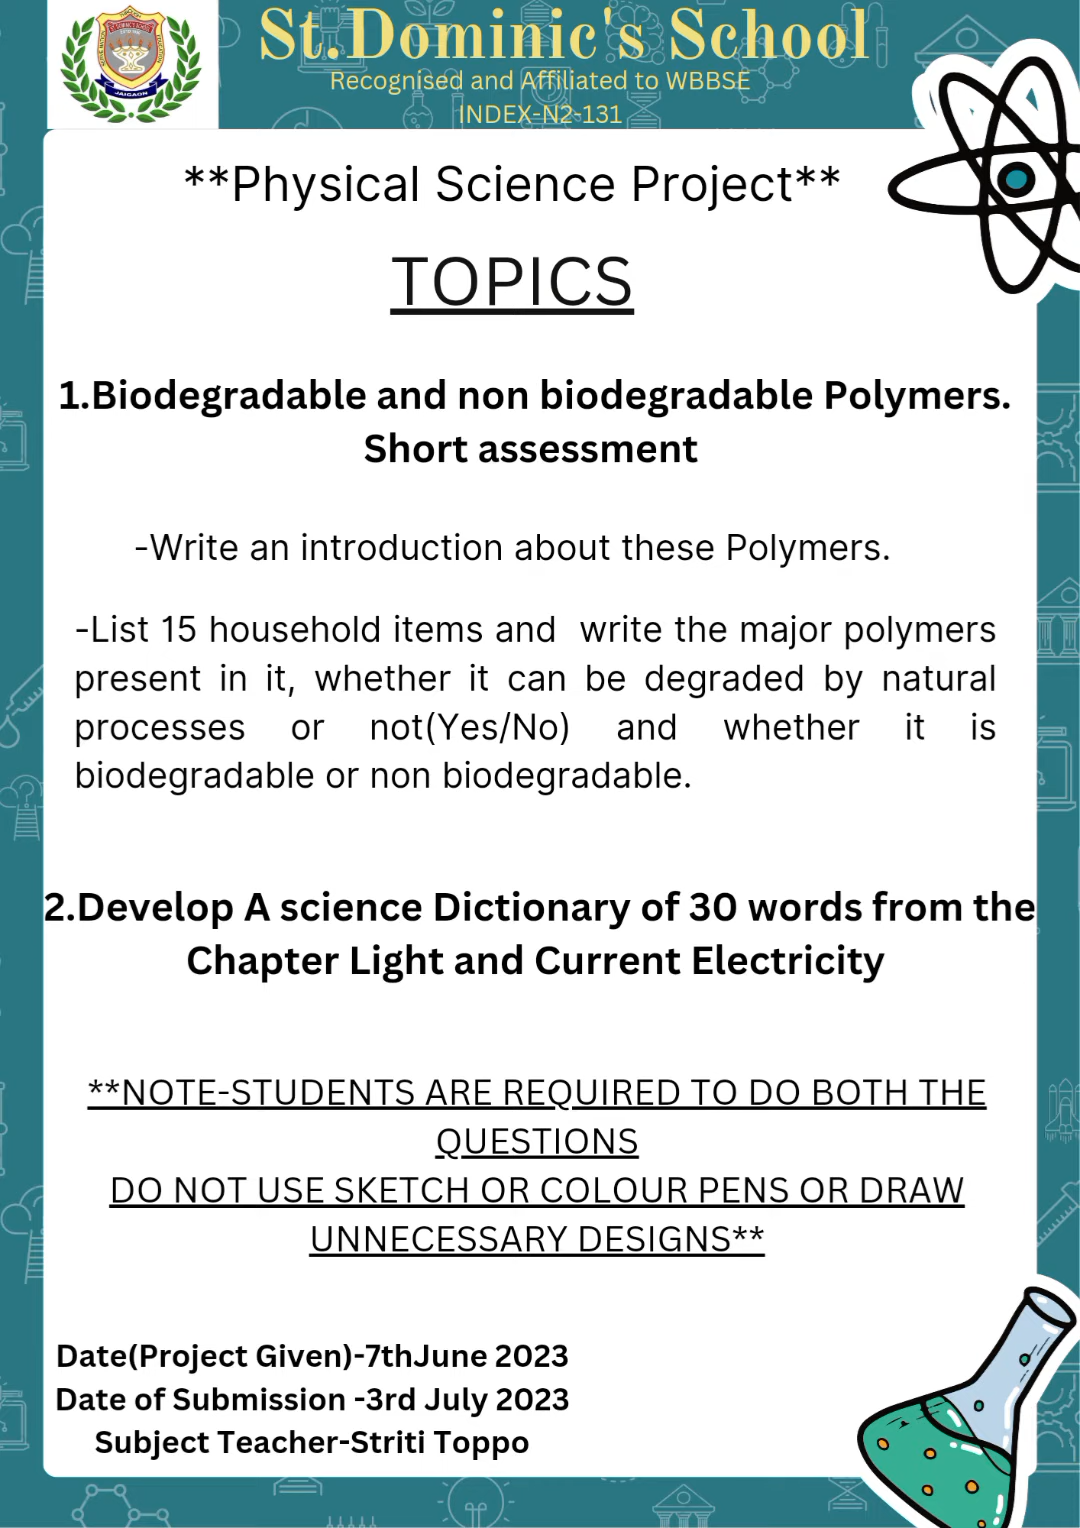 St.Dominic's School
Recognised and Affiliated to WBBSE
INDEX-N2-131
JAIGAON
**Physical Science Project**
TOPICS
1.Biodegradable and non biodegradable Polymers.
Short assessment
-Write an introduction about these Polymers.
-List 15 household items and write the major polymers
present in it, whether it can be degraded by natural
processes or not(Yes/No) and whether it is
biodegradable or non biodegradable.
2.Develop A science Dictionary of 30 words from the
Chapter Light and Current Electricity
**NOTE-STUDENTS ARE REQUIRED TO DO BOTH THE
QUESTIONS
DO NOT USE SKETCH OR COLOUR PENS OR DRAW
UNNECESSARY DESIGNS**
Date(Project Given)-7thJune 2023
Date of Submission -3rd July 2023
Subject Teacher-Striti Toppo